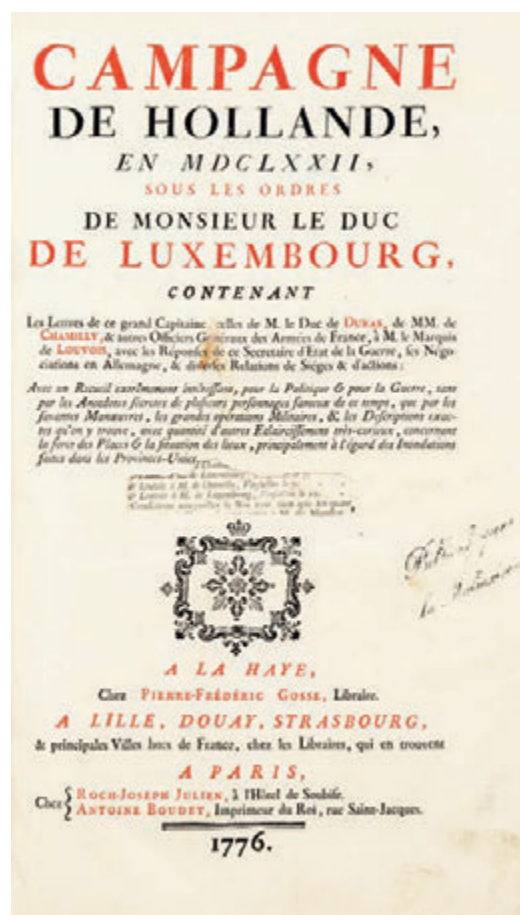 CAMPAGNE
DE HOLLANDE,
EN MDCLXXII,
SOUS LES ORDRES
DE MONSIEUR LE DUC
DE LUXEMBOURG,
CONTENANT
Les Lettres de ce grand Capitaine, celles de M. le Duc de DURAS, de MM. de
CHAMILLY, & autres Officiers Généraux des Armées de France, à M. le Marquis
de LOUVOIS, avec les Réponses de ce Secretaire d'Etat de la Guerre, ses Négo-
ciations en Allemagne, & diverses Relations de Siéges & d'actions:
Avec un Recueil extrêmement intéressant, pour la Politique & pour la Guerre, tant
par les Anecdotes secretes de plusieurs personnages fameux de ce temps, que par les
savantes Manœuvres, les grandes opérations Militaires, & les Descriptions exac-
tes qu'on y trouve, avec quantité d'autres Eclaircissemens très-curieux, concernant
la force des Places & la situation des lieux, principalement à l'égard des Inondations
faites dans les Provinces-Unies,
A LA HAYE,
Chez PIERRE-FRÉDÉRIC GOSSE, Libraire.
A LILLE, DOUAY, STRASBOURG,
& principales Villes hors de France, chez les Libraires, qui en trouvent
A PARIS,
Chez { ROCH-JOSEPH JULIEN, à l'Hôtel de Soubise.
ANTOINE BOUDET, Imprimeur du Roi, rue Saint-Jacques.
1776.